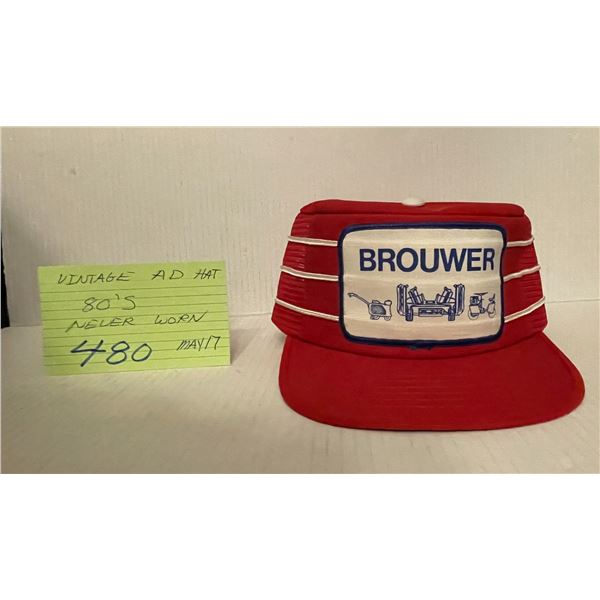 VINTAGE AD HAT
80'S
NEVER WORN
480 MAY17
BROUWER